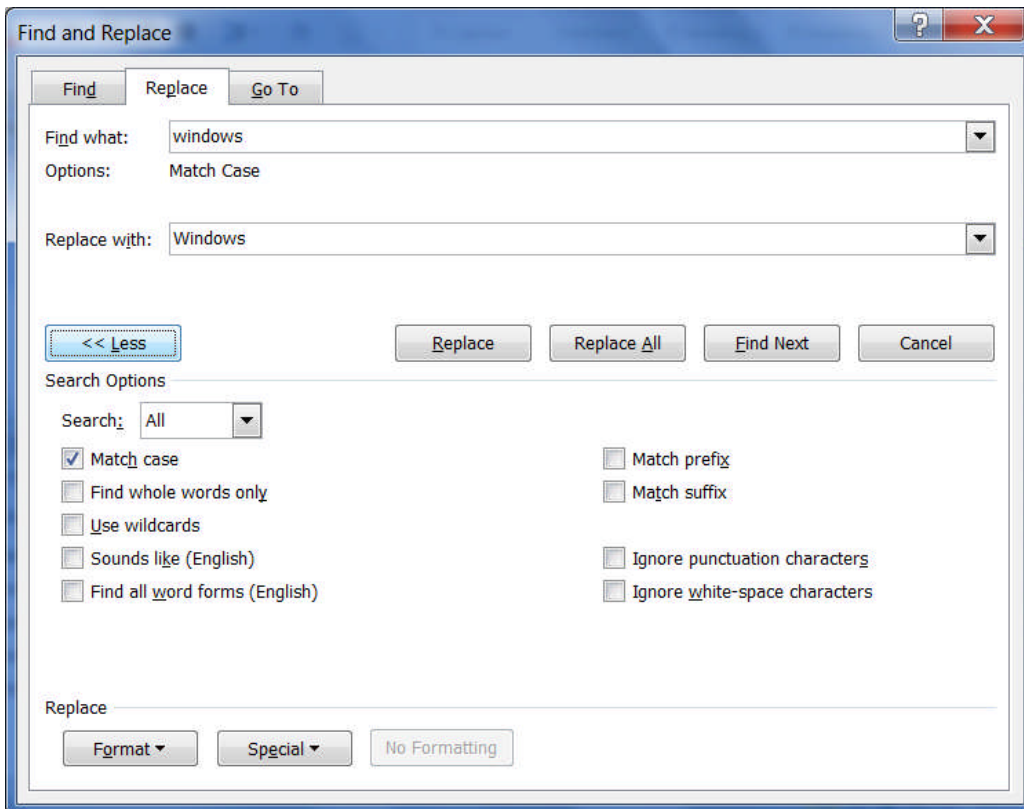 Find and Replace
Find Replace Go To
Find what: windows
Options: Match Case
Replace with: Windows
<< Less Replace Replace All Find Next Cancel
Search Options
Search: All
Match case Match prefix
Find whole words only Match suffix
Use wildcards
Sounds like (English) Ignore punctuation characters
Find all word forms (English) Ignore white-space characters
Replace
Format Special No Formatting